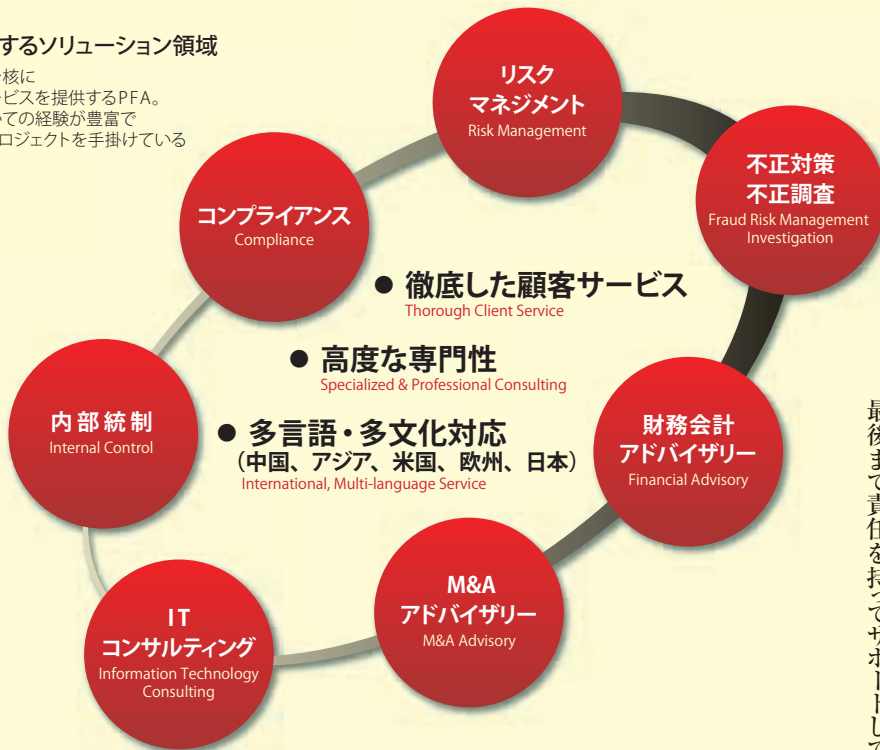 するソリューション領域
核に
ービスを提供するPFA。
いての経験が豊富で
ロジェクトを手掛けている
リスク
マネジメント
Risk Management
不正対策
不正調査
Fraud Risk Management
Investigation
コンプライアンス
Compliance
● 徹底した顧客サービス
Thorough Client Service
● 高度な専門性
Specialized & Professional Consulting
● 多言語・多文化対応
（中国、アジア、米国、欧州、日本）
International, Multi-language Service
内部統制
Internal Control
財務会計
アドバイザリー
Financial Advisory
M&A
アドバイザリー
M&A Advisory
IT
コンサルティング
Information Technology
Consulting
最後まで責任を持ってサポートして